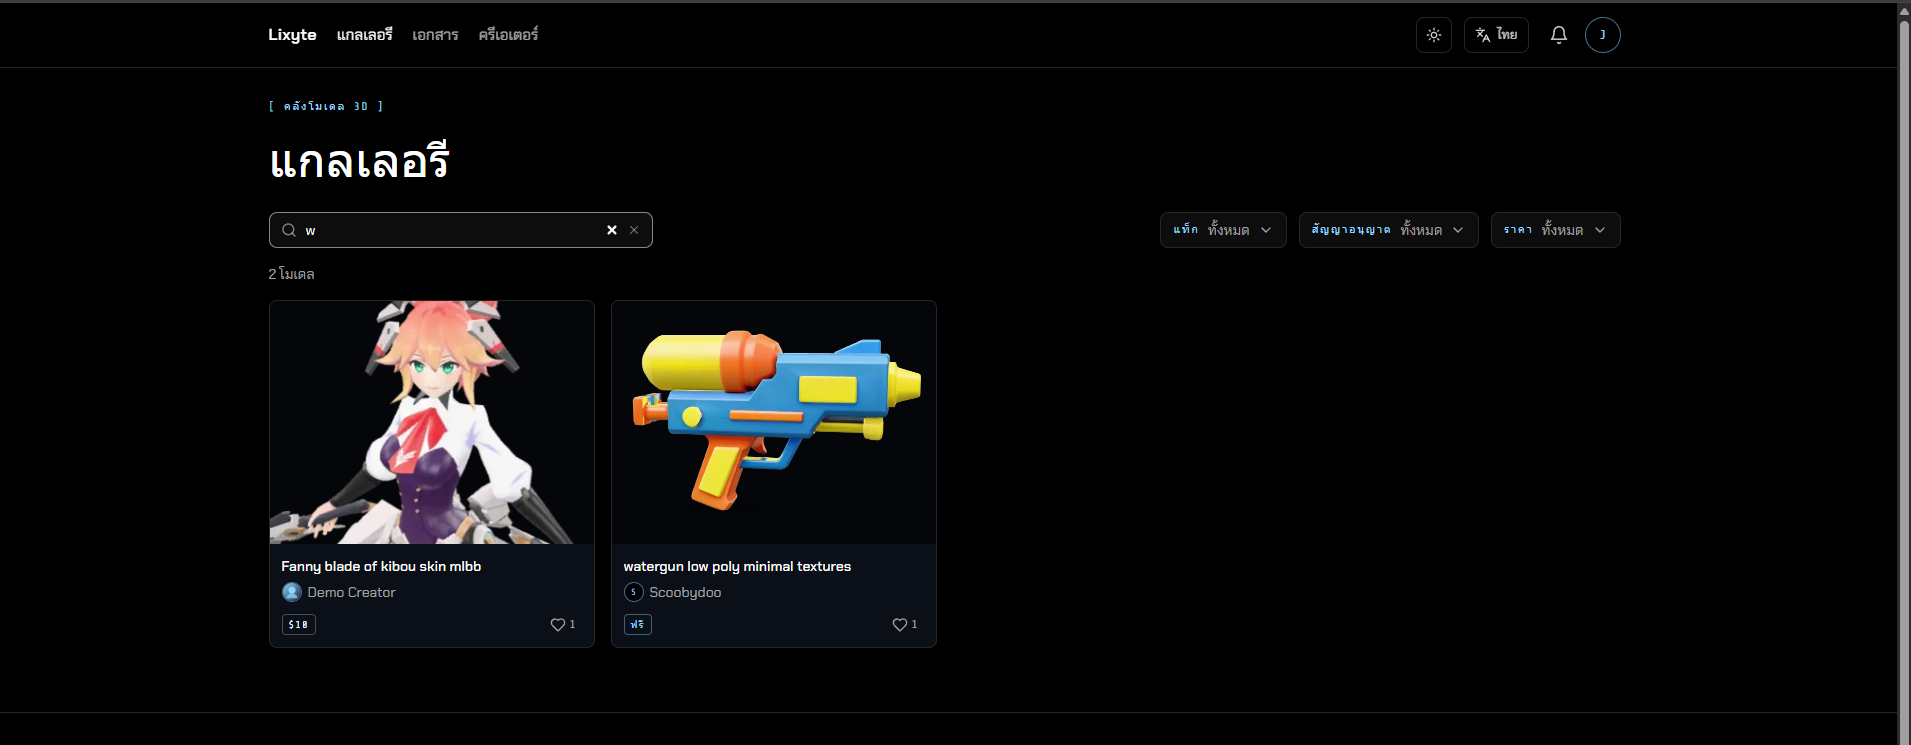 Lixyte แกลเลอรี เอกสาร ครีเอเตอร์ ไทย J
[ คลังโมเดล 3D ]
แกลเลอรี
w
แท็ก ทั้งหมด สัญญาอนุญาต ทั้งหมด ราคา ทั้งหมด
2 โมเดล
Fanny blade of kibou skin mlbb
Demo Creator
$10 1
watergun low poly minimal textures
S Scoobydoo
ฟรี 1